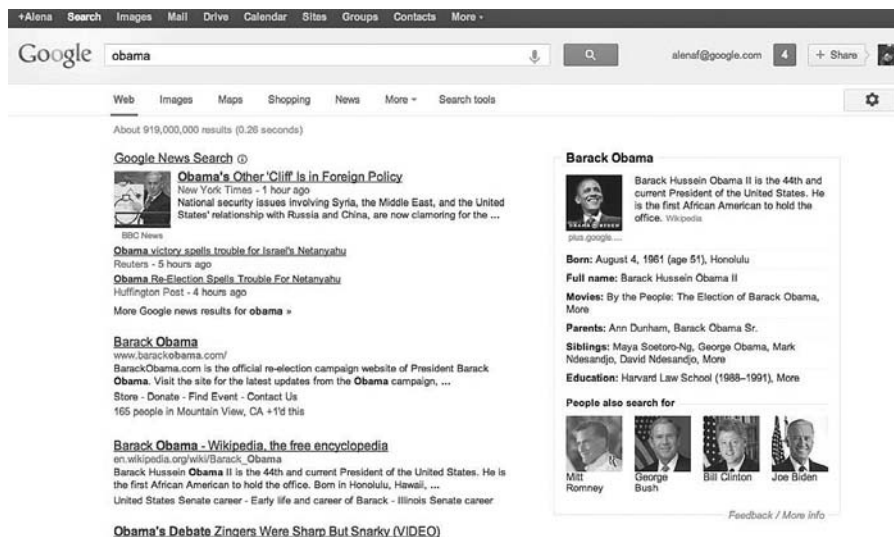 +Alena Search Images Mail Drive Calendar Sites Groups Contacts More
Google obama alenaf@google.com 4 + Share
Web Images Maps Shopping News More Search tools
About 919,000,000 results (0.26 seconds)
Google News Search
Obama's Other 'Cliff' Is in Foreign Policy
New York Times - 1 hour ago
National security issues involving Syria, the Middle East, and the United
States' relationship with Russia and China, are now clamoring for the ...
BBC News
Obama victory spells trouble for Israel's Netanyahu
Reuters - 5 hours ago
Obama Re-Election Spells Trouble For Netanyahu
Huffington Post - 4 hours ago
More Google news results for obama »
Barack Obama
www.barackobama.com/
BarackObama.com is the official re-election campaign website of President Barack
Obama. Visit the site for the latest updates from the Obama campaign, ...
Store - Donate - Find Event - Contact Us
165 people in Mountain View, CA +1'd this
Barack Obama - Wikipedia, the free encyclopedia
en.wikipedia.org/wiki/Barack_Obama
Barack Hussein Obama II is the 44th and current President of the United States. He is
the first African American to hold the office. Born in Honolulu, Hawaii, ...
United States Senate career - Early life and career of Barack - Illinois Senate career
Obama's Debate Zingers Were Sharp But Snarky (VIDEO)
Barack Obama
Barack Hussein Obama II is the 44th and
current President of the United States. He
is the first African American to hold the
office. Wikipedia
plus.google....
Born: August 4, 1961 (age 51), Honolulu
Full name: Barack Hussein Obama II
Movies: By the People: The Election of Barack Obama,
More
Parents: Ann Dunham, Barack Obama Sr.
Siblings: Maya Soetoro-Ng, George Obama, Mark
Ndesandjo, David Ndesandjo, More
Education: Harvard Law School (1988–1991), More
People also search for
Mitt
Romney
George
Bush
Bill Clinton
Joe Biden
Feedback / More info